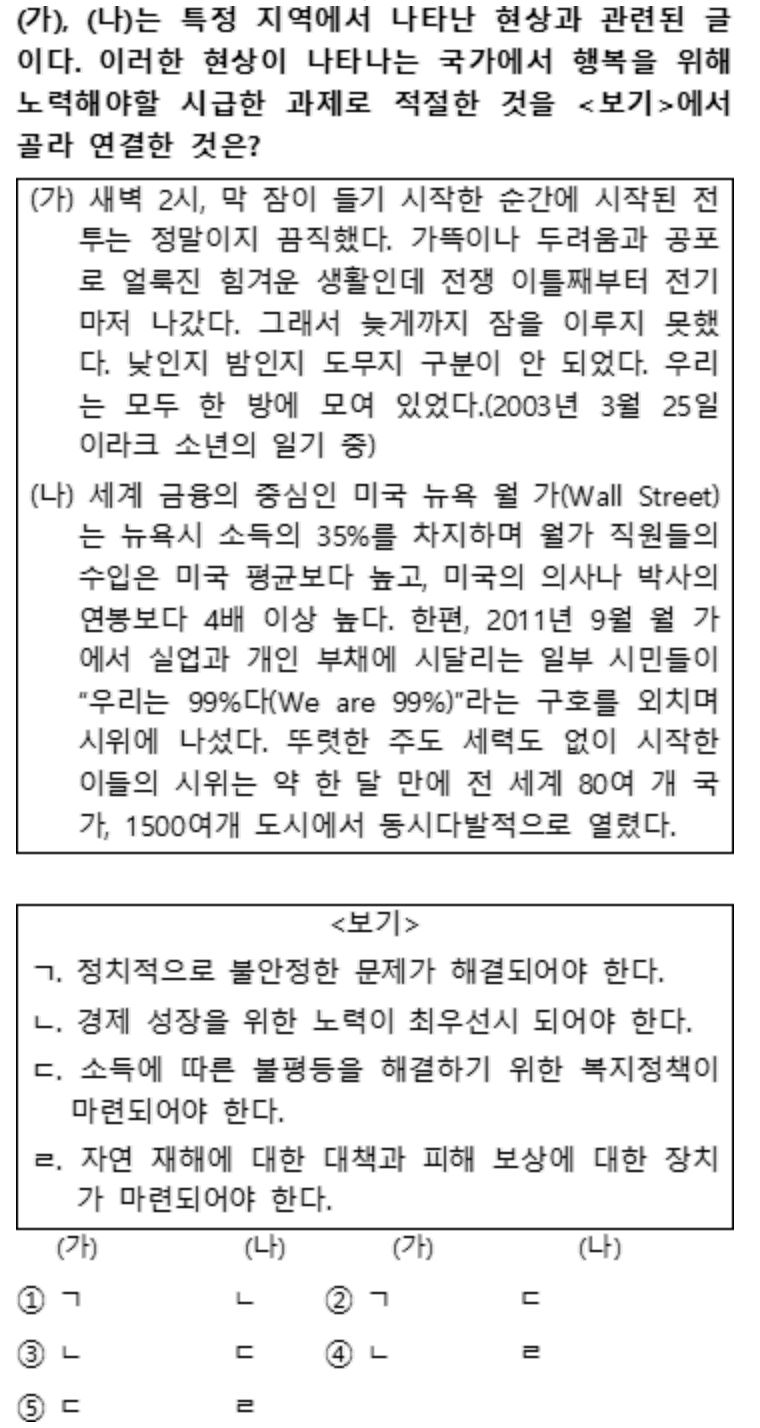 (가), (나)는 특정 지역에서 나타난 현상과 관련된 글
이다. 이러한 현상이 나타나는 국가에서 행복을 위해
노력해야할 시급한 과제로 적절한 것을 <보기>에서
골라 연결한 것은?
(가) 새벽 2시, 막 잠이 들기 시작한 순간에 시작된 전
투는 정말이지 끔직했다. 가뜩이나 두려움과 공포
로 얼룩진 힘겨운 생활인데 전쟁 이틀째부터 전기
마저 나갔다. 그래서 늦게까지 잠을 이루지 못했
다. 낮인지 밤인지 도무지 구분이 안 되었다. 우리
는 모두 한 방에 모여 있었다.(2003년 3월 25일
이라크 소년의 일기 중)
(나) 세계 금융의 중심인 미국 뉴욕 월 가(Wall Street)
는 뉴욕시 소득의 35%를 차지하며 월가 직원들의
수입은 미국 평균보다 높고, 미국의 의사나 박사의
연봉보다 4배 이상 높다. 한편, 2011년 9월 월 가
에서 실업과 개인 부채에 시달리는 일부 시민들이
“우리는 99%다(We are 99%)”라는 구호를 외치며
시위에 나섰다. 뚜렷한 주도 세력도 없이 시작한
이들의 시위는 약 한 달 만에 전 세계 80여 개 국
가, 1500여개 도시에서 동시다발적으로 열렸다.
<보기>
ㄱ. 정치적으로 불안정한 문제가 해결되어야 한다.
ㄴ. 경제 성장을 위한 노력이 최우선시 되어야 한다.
ㄷ. 소득에 따른 불평등을 해결하기 위한 복지정책이
마련되어야 한다.
ㄹ. 자연 재해에 대한 대책과 피해 보상에 대한 장치
가 마련되어야 한다.
(가) (나) (가) (나)
① ㄱ ㄴ ② ㄱ ㄷ
③ ㄴ ㄷ ④ ㄴ ㄹ
⑤ ㄷ ㄹ